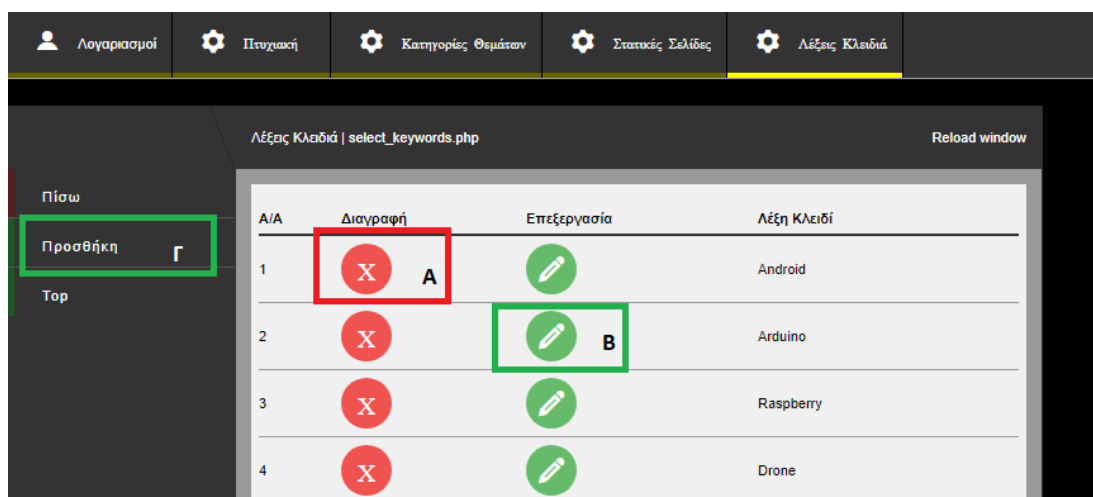 Λογαριασμοί Πτυχιακή Κατηγορίες Θεμάτων Στατικές Σελίδες Λέξεις Κλειδιά
Λέξεις Κλειδιά | select_keywords.php Reload window
Πίσω
Προσθήκη Γ
Top
Α/Α Διαγραφή Επεξεργασία Λέξη Κλειδί
1 X A Android
2 X B Arduino
3 X Raspberry
4 X Drone